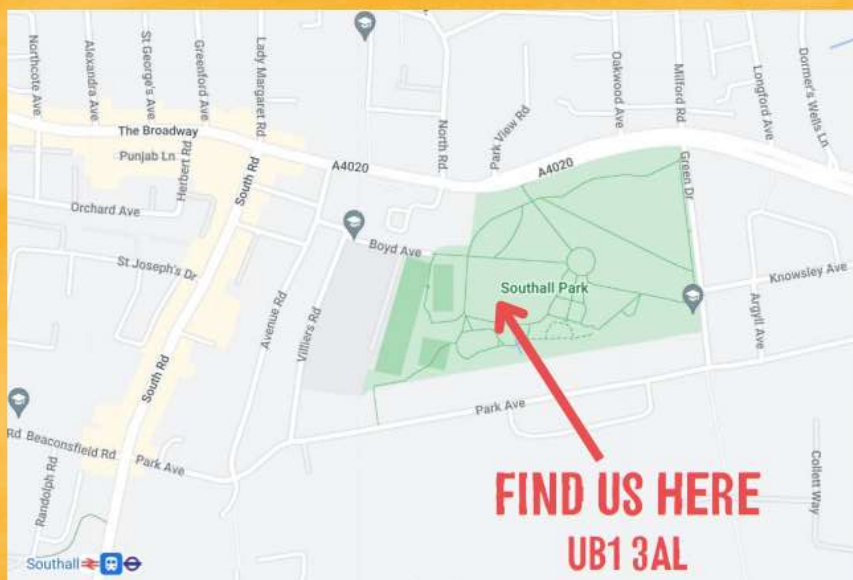 Northcote Ave
Alexandra Ave
St George's Ave
Greenford Ave
Lady Margaret Rd
North Rd
Park View Rd
Oakwood Ave
Milford Rd
Longford Ave
Dormer's Wells Ln
The Broadway
Punjab Ln
Herbert Rd
South Rd
A4020
A4020
Green Dr
Orchard Ave
Boyd Ave
St Joseph's Dr
Avenue Rd
Villiers Rd
Southall Park
Knowsley Ave
Argyll Ave
South Rd
Park Ave
Rd Beaconsfield Rd
Park Ave
Randolph Rd
Collett Way
Southall
FIND US HERE
UB1 3AL